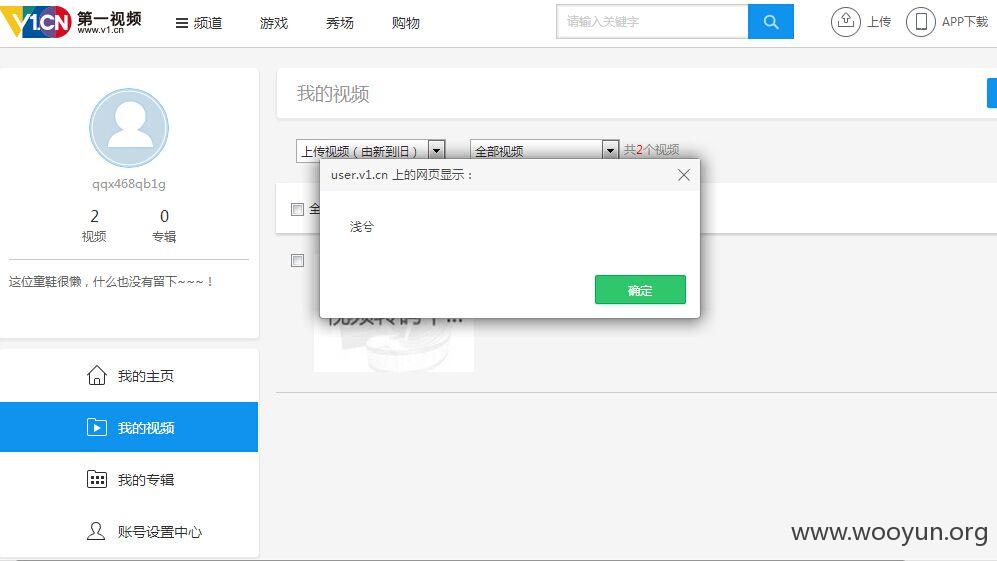 V1.CN 第一视频 www.v1.cn
频道 游戏 秀场 购物
请输入关键字
上传 APP下载
qqx468qb1g
2 0
视频 专辑
这位童鞋很懒，什么也没有留下~~~！
我的主页
我的视频
我的专辑
账号设置中心
我的视频
上传视频（由新到旧） 全部视频 共2个视频
user.v1.cn 上的网页显示：
浅兮
确定
全
www.wooyun.org